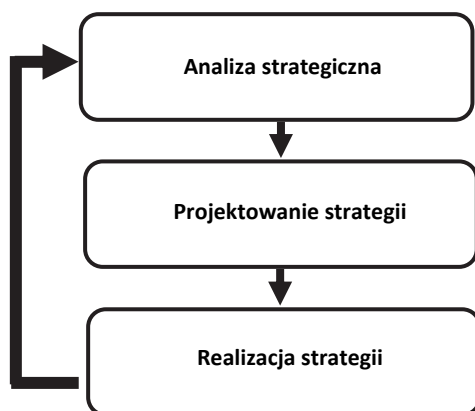 Analiza strategiczna
Projektowanie strategii
Realizacja strategii